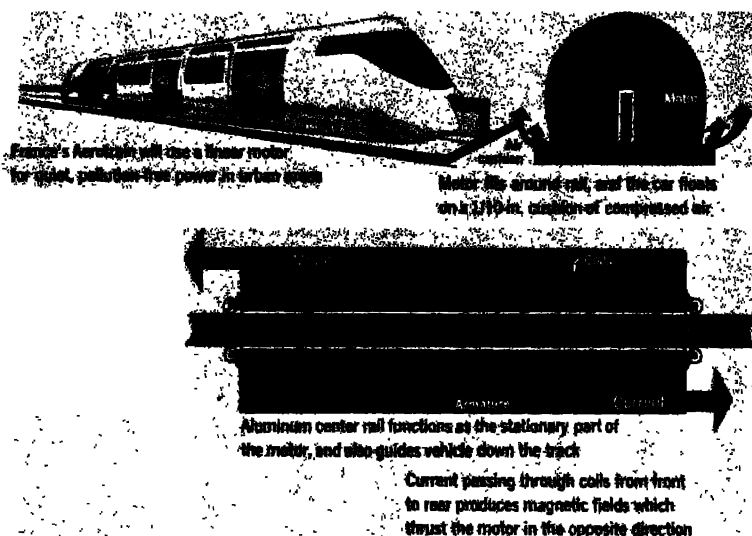 France's Aerotrain will use a linear motor
for quiet, pollution-free power in urban areas
Motor
Air
cushion
Motor fits around rail, and the car floats
on a 1/10-in. cushion of compressed air
Armature
Current
Aluminum center rail functions as the stationary part of
the motor, and also guides vehicle down the track
Current passing through coils from front
to rear produces magnetic fields which
thrust the motor in the opposite direction